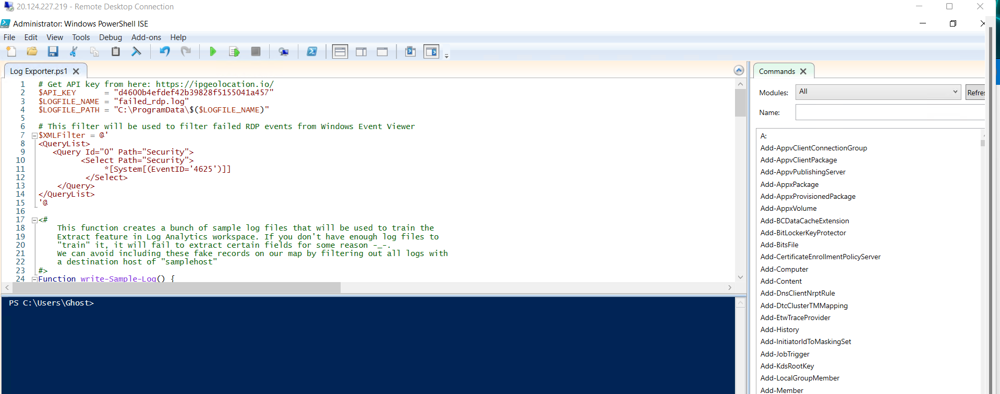 20.124.227.219 - Remote Desktop Connection
Administrator: Windows PowerShell ISE
File Edit View Tools Debug Add-ons Help
Log Exporter.ps1
1 # Get API key from here: https://ipgeolocation.io/
2 $API_KEY      = "d4600b4efdef42b39828f5155041a457"
3 $LOGFILE_NAME = "failed_rdp.log"
4 $LOGFILE_PATH = "C:\ProgramData\$($LOGFILE_NAME)"
5
6 # This filter will be used to filter failed RDP events from Windows Event Viewer
7 $XMLFilter = @'
8 <QueryList>
9    <Query Id="0" Path="Security">
10          <Select Path="Security">
11               *[System[(EventID='4625')]]
12           </Select>
13     </Query>
14 </QueryList>
15 '@
16
17 <#
18     This function creates a bunch of sample log files that will be used to train the
19     Extract feature in Log Analytics workspace. If you don't have enough log files to
20     "train" it, it will fail to extract certain fields for some reason -_-.
21     We can avoid including these fake records on our map by filtering out all logs with
22     a destination host of "samplehost"
23 #>
24 Function write-Sample-Log() {
PS C:\Users\Ghost>
Commands
Modules: All Refres
Name:
A:
Add-AppvClientConnectionGroup
Add-AppvClientPackage
Add-AppvPublishingServer
Add-AppxPackage
Add-AppxProvisionedPackage
Add-AppxVolume
Add-BCDataCacheExtension
Add-BitLockerKeyProtector
Add-BitsFile
Add-CertificateEnrollmentPolicyServer
Add-Computer
Add-Content
Add-DnsClientNrptRule
Add-DtcClusterTMMapping
Add-EtwTraceProvider
Add-History
Add-InitiatorIdToMaskingSet
Add-JobTrigger
Add-KdsRootKey
Add-LocalGroupMember
Add-Member